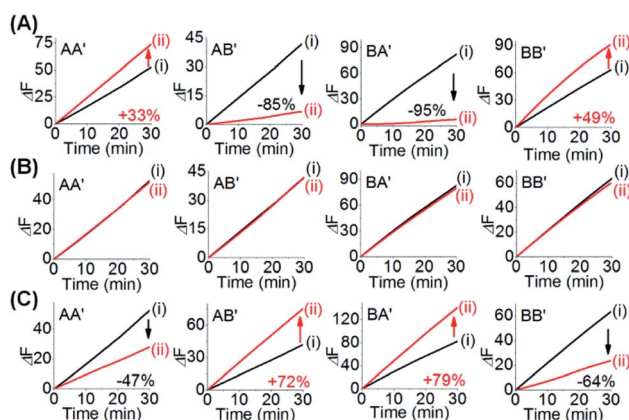 (A)
AA'
(ii)
(i)
+33%
75
50
25
0
ΔF
0 10 20 30
Time (min)
AB'
(i)
-85%
(ii)
45
30
15
0
ΔF
0 10 20 30
Time (min)
BA'
(i)
-95%
(ii)
90
60
30
0
ΔF
0 10 20 30
Time (min)
BB'
(ii)
(i)
+49%
90
60
30
0
ΔF
0 10 20 30
Time (min)
(B)
AA'
(i)
(ii)
40
20
0
ΔF
0 10 20 30
Time (min)
AB'
(i)
(ii)
45
30
15
0
ΔF
0 10 20 30
Time (min)
BA'
(i)
(ii)
90
60
30
0
ΔF
0 10 20 30
Time (min)
BB'
(i)
(ii)
60
40
20
0
ΔF
0 10 20 30
Time (min)
(C)
AA'
(i)
(ii)
-47%
40
20
0
ΔF
0 10 20 30
Time (min)
AB'
(ii)
(i)
+72%
60
30
0
ΔF
0 10 20 30
Time (min)
BA'
(ii)
(i)
+79%
120
80
40
0
ΔF
0 10 20 30
Time (min)
BB'
(i)
(ii)
-64%
60
40
20
0
ΔF
0 10 20 30
Time (min)